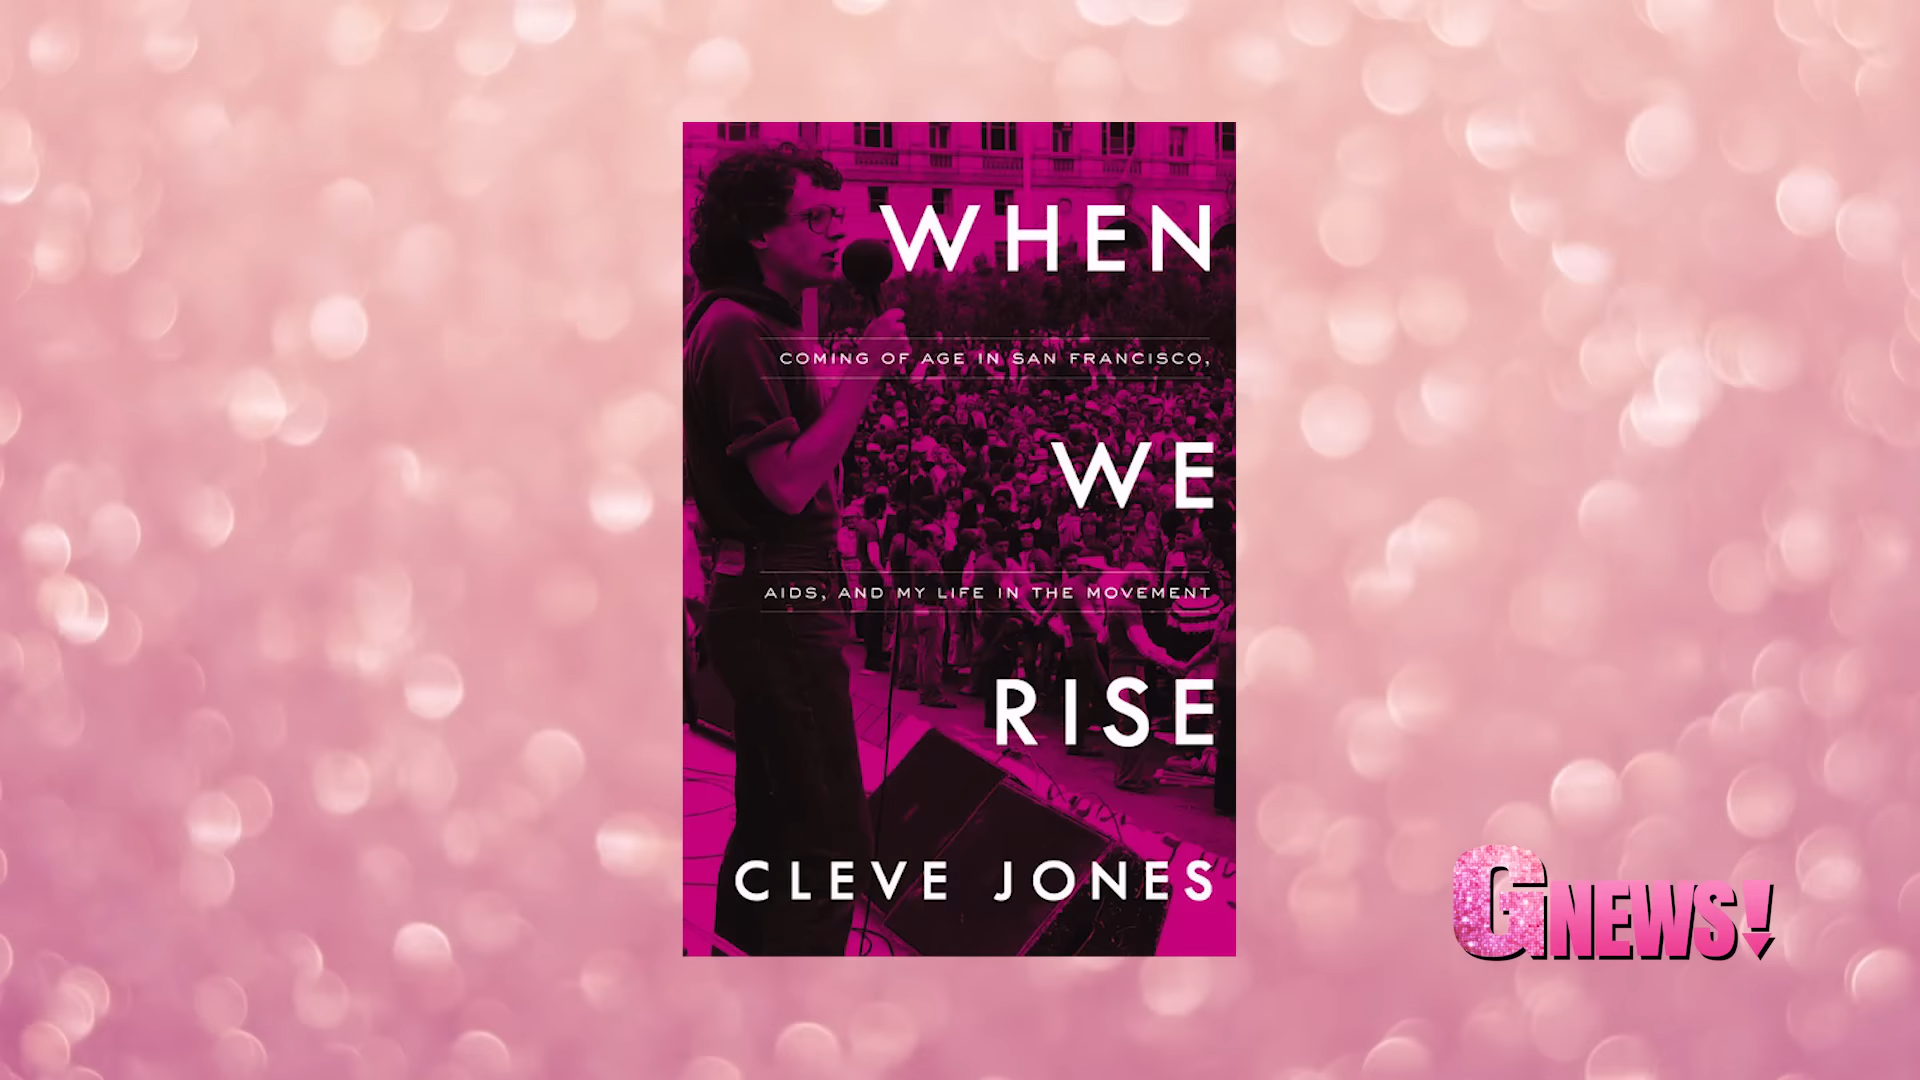 WHEN
COMING OF AGE IN SAN FRANCISCO,
WE
AIDS, AND MY LIFE IN THE MOVEMENT
RISE
CLEVE JONES
GNEWS!